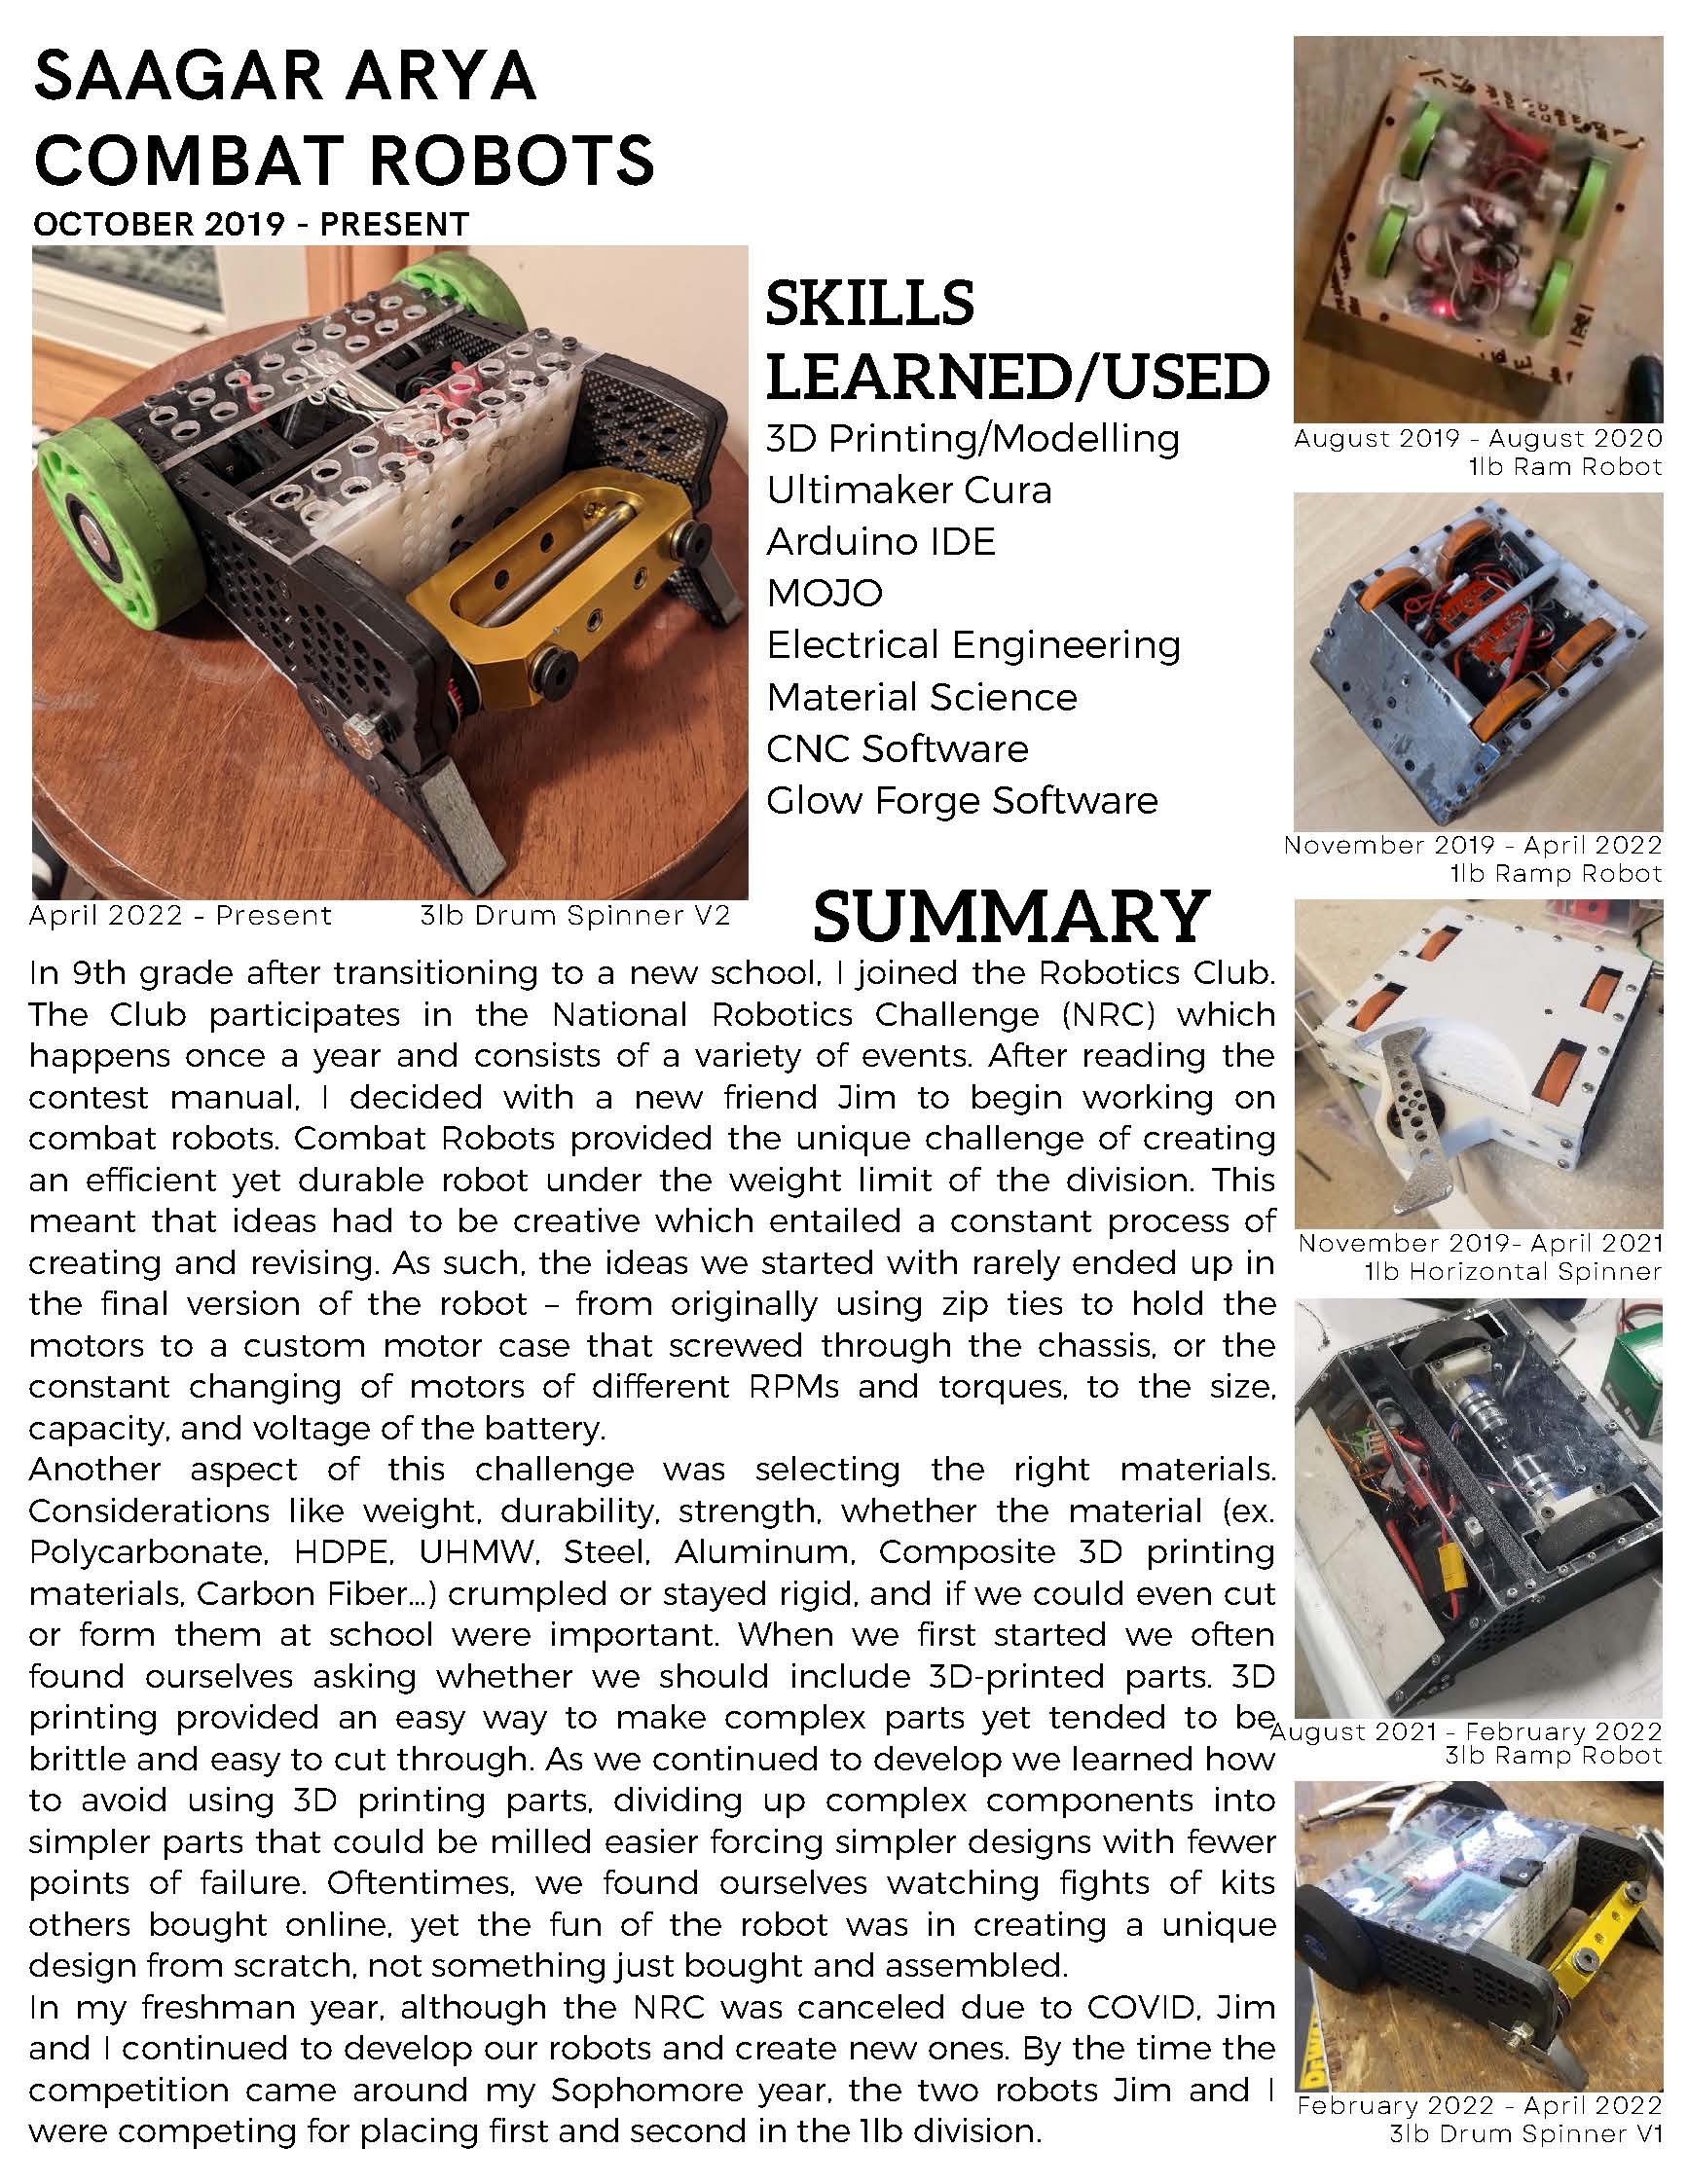 SAAGAR ARYA
COMBAT ROBOTS
OCTOBER 2019 - PRESENT
SKILLS
LEARNED/USED
3D Printing/Modelling
Ultimaker Cura
Arduino IDE
MOJO
Electrical Engineering
Material Science
CNC Software
Glow Forge Software
April 2022 - Present 3lb Drum Spinner V2
SUMMARY
In 9th grade after transitioning to a new school, I joined the Robotics Club.
The Club participates in the National Robotics Challenge (NRC) which
happens once a year and consists of a variety of events. After reading the
contest manual, I decided with a new friend Jim to begin working on
combat robots. Combat Robots provided the unique challenge of creating
an efficient yet durable robot under the weight limit of the division. This
meant that ideas had to be creative which entailed a constant process of
creating and revising. As such, the ideas we started with rarely ended up in
the final version of the robot – from originally using zip ties to hold the
motors to a custom motor case that screwed through the chassis, or the
constant changing of motors of different RPMs and torques, to the size,
capacity, and voltage of the battery.
Another aspect of this challenge was selecting the right materials.
Considerations like weight, durability, strength, whether the material (ex.
Polycarbonate, HDPE, UHMW, Steel, Aluminum, Composite 3D printing
materials, Carbon Fiber...) crumpled or stayed rigid, and if we could even cut
or form them at school were important. When we first started we often
found ourselves asking whether we should include 3D-printed parts. 3D
printing provided an easy way to make complex parts yet tended to be
brittle and easy to cut through. As we continued to develop we learned how
to avoid using 3D printing parts, dividing up complex components into
simpler parts that could be milled easier forcing simpler designs with fewer
points of failure. Oftentimes, we found ourselves watching fights of kits
others bought online, yet the fun of the robot was in creating a unique
design from scratch, not something just bought and assembled.
In my freshman year, although the NRC was canceled due to COVID, Jim
and I continued to develop our robots and create new ones. By the time the
competition came around my Sophomore year, the two robots Jim and I
were competing for placing first and second in the 1lb division.
August 2019 - August 2020
1lb Ram Robot
November 2019 - April 2022
1lb Ramp Robot
November 2019- April 2021
1lb Horizontal Spinner
August 2021 - February 2022
3lb Ramp Robot
February 2022 - April 2022
3lb Drum Spinner V1